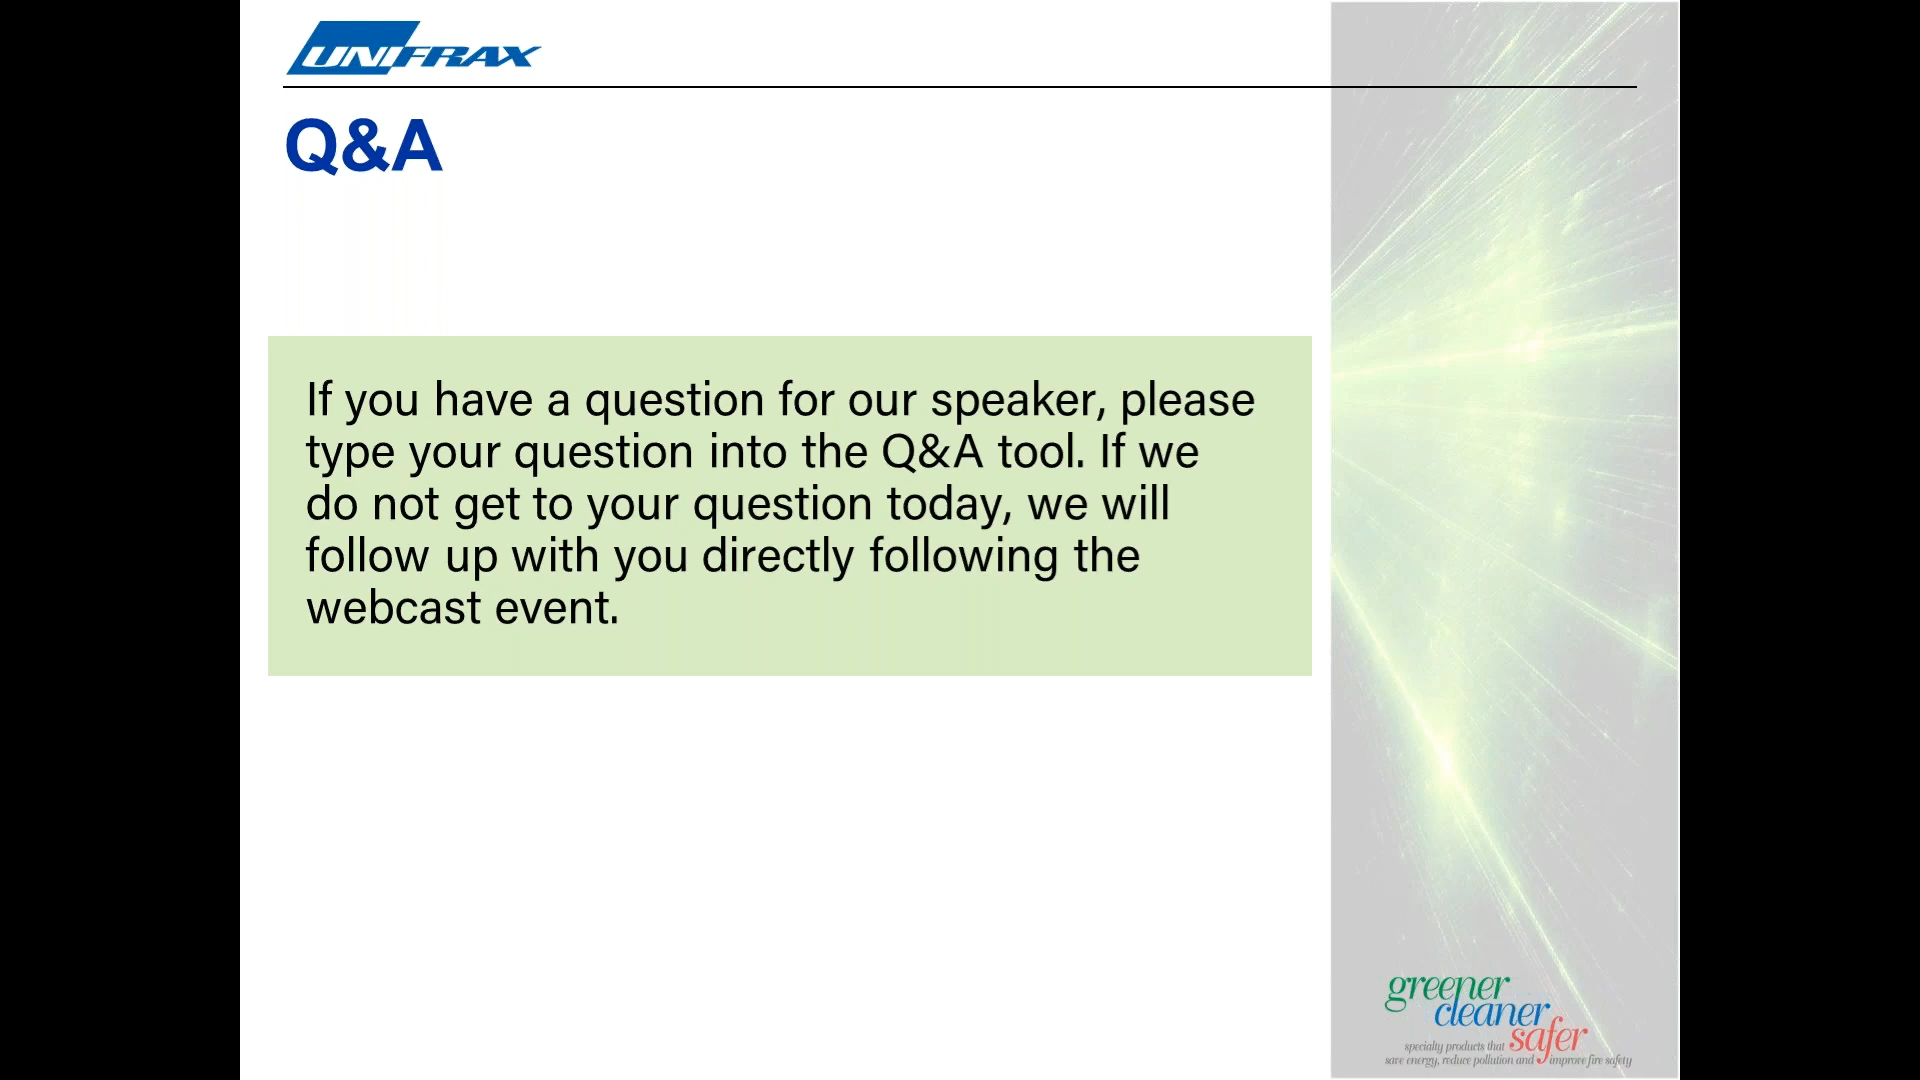 UNIFRAX
Q&A
If you have a question for our speaker, please
type your question into the Q&A tool. If we
do not get to your question today, we will
follow up with you directly following the
webcast event.
greener
cleaner
safer
specialty products that
save energy, reduce pollution and improve fire safety